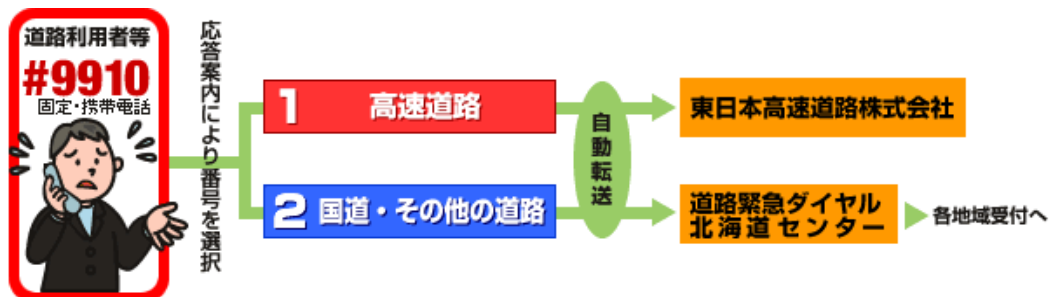 道路利用者等
#9910
固定・携帯電話
応答案内により番号を選択
1 高速道路
2 国道・その他の道路
自動転送
東日本高速道路株式会社
道路緊急ダイヤル
北海道センター
各地域受付へ